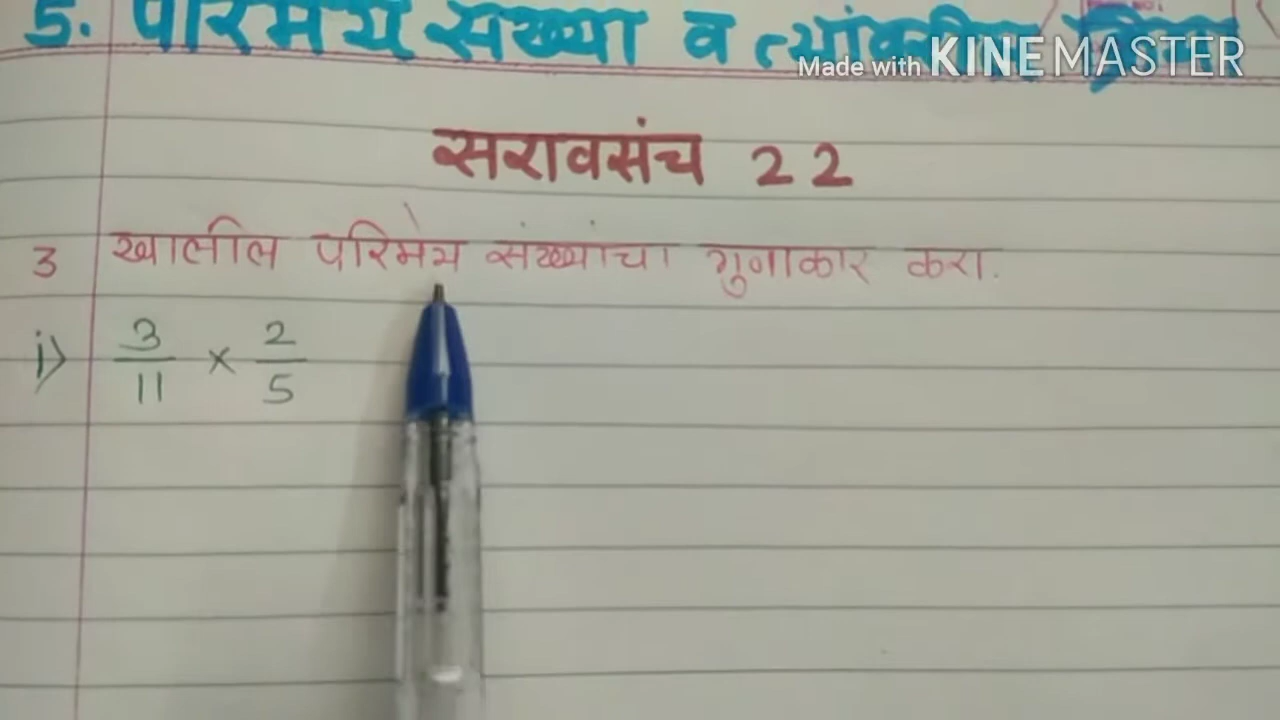 5. परिमेय संख्या व त्यांवरील क्रिया
Made with KINEMASTER
सरावसंच 22
3 खालील परिमेय संख्यांचा गुणाकार करा.
i) 3/11 × 2/5